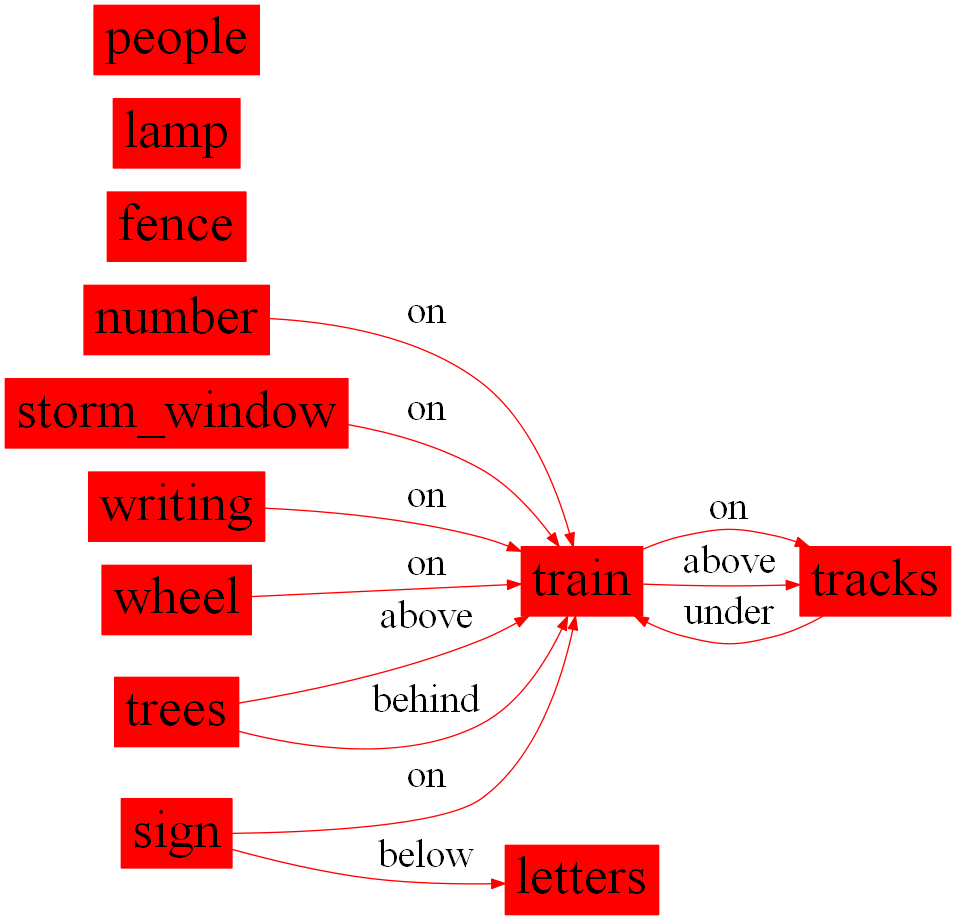 people
lamp
fence
number
on
storm_window
on
writing
on
on
train
above
tracks
wheel
on
above
under
trees
behind
on
sign
below
letters